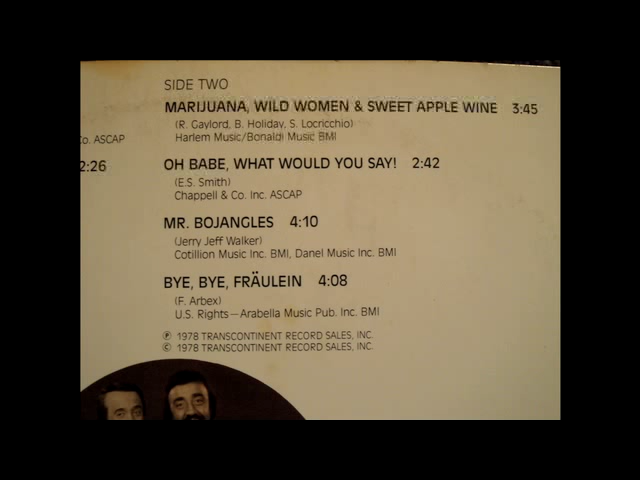 SIDE TWO
MARIJUANA, WILD WOMEN & SWEET APPLE WINE 3:45
(R. Gaylord, B. Holiday, S. Locricchio)
Harlem Music/Bonaldi Music BMI
Co. ASCAP
2:26
OH BABE, WHAT WOULD YOU SAY! 2:42
(E.S. Smith)
Chappell & Co. Inc. ASCAP
MR. BOJANGLES 4:10
(Jerry Jeff Walker)
Cotillion Music Inc. BMI, Danel Music Inc. BMI
BYE, BYE, FRÄULEIN 4:08
(F. Arbex)
U.S. Rights—Arabella Music Pub. Inc. BMI
℗ 1978 TRANSCONTINENT RECORD SALES, INC.
© 1978 TRANSCONTINENT RECORD SALES, INC.